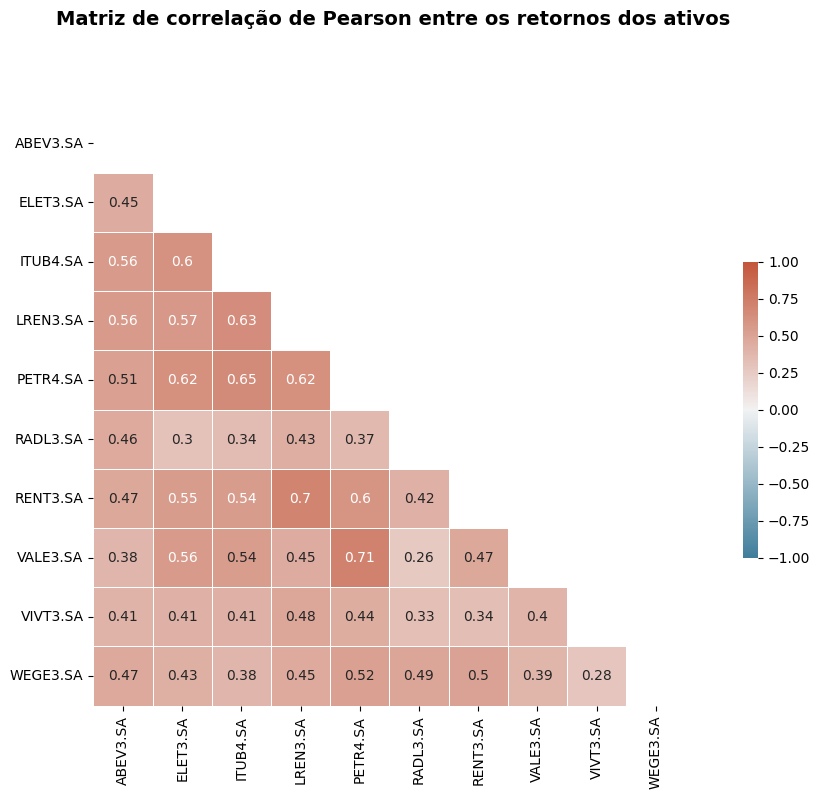 Matriz de correlação de Pearson entre os retornos dos ativos
ABEV3.SA
ELET3.SA 0.45
ITUB4.SA 0.56 0.6
LREN3.SA 0.56 0.57 0.63
PETR4.SA 0.51 0.62 0.65 0.62
RADL3.SA 0.46 0.3 0.34 0.43 0.37
RENT3.SA 0.47 0.55 0.54 0.7 0.6 0.42
VALE3.SA 0.38 0.56 0.54 0.45 0.71 0.26 0.47
VIVT3.SA 0.41 0.41 0.41 0.48 0.44 0.33 0.34 0.4
WEGE3.SA 0.47 0.43 0.38 0.45 0.52 0.49 0.5 0.39 0.28
ABEV3.SA ELET3.SA ITUB4.SA LREN3.SA PETR4.SA RADL3.SA RENT3.SA VALE3.SA VIVT3.SA WEGE3.SA
1.00
0.75
0.50
0.25
0.00
−0.25
−0.50
−0.75
−1.00